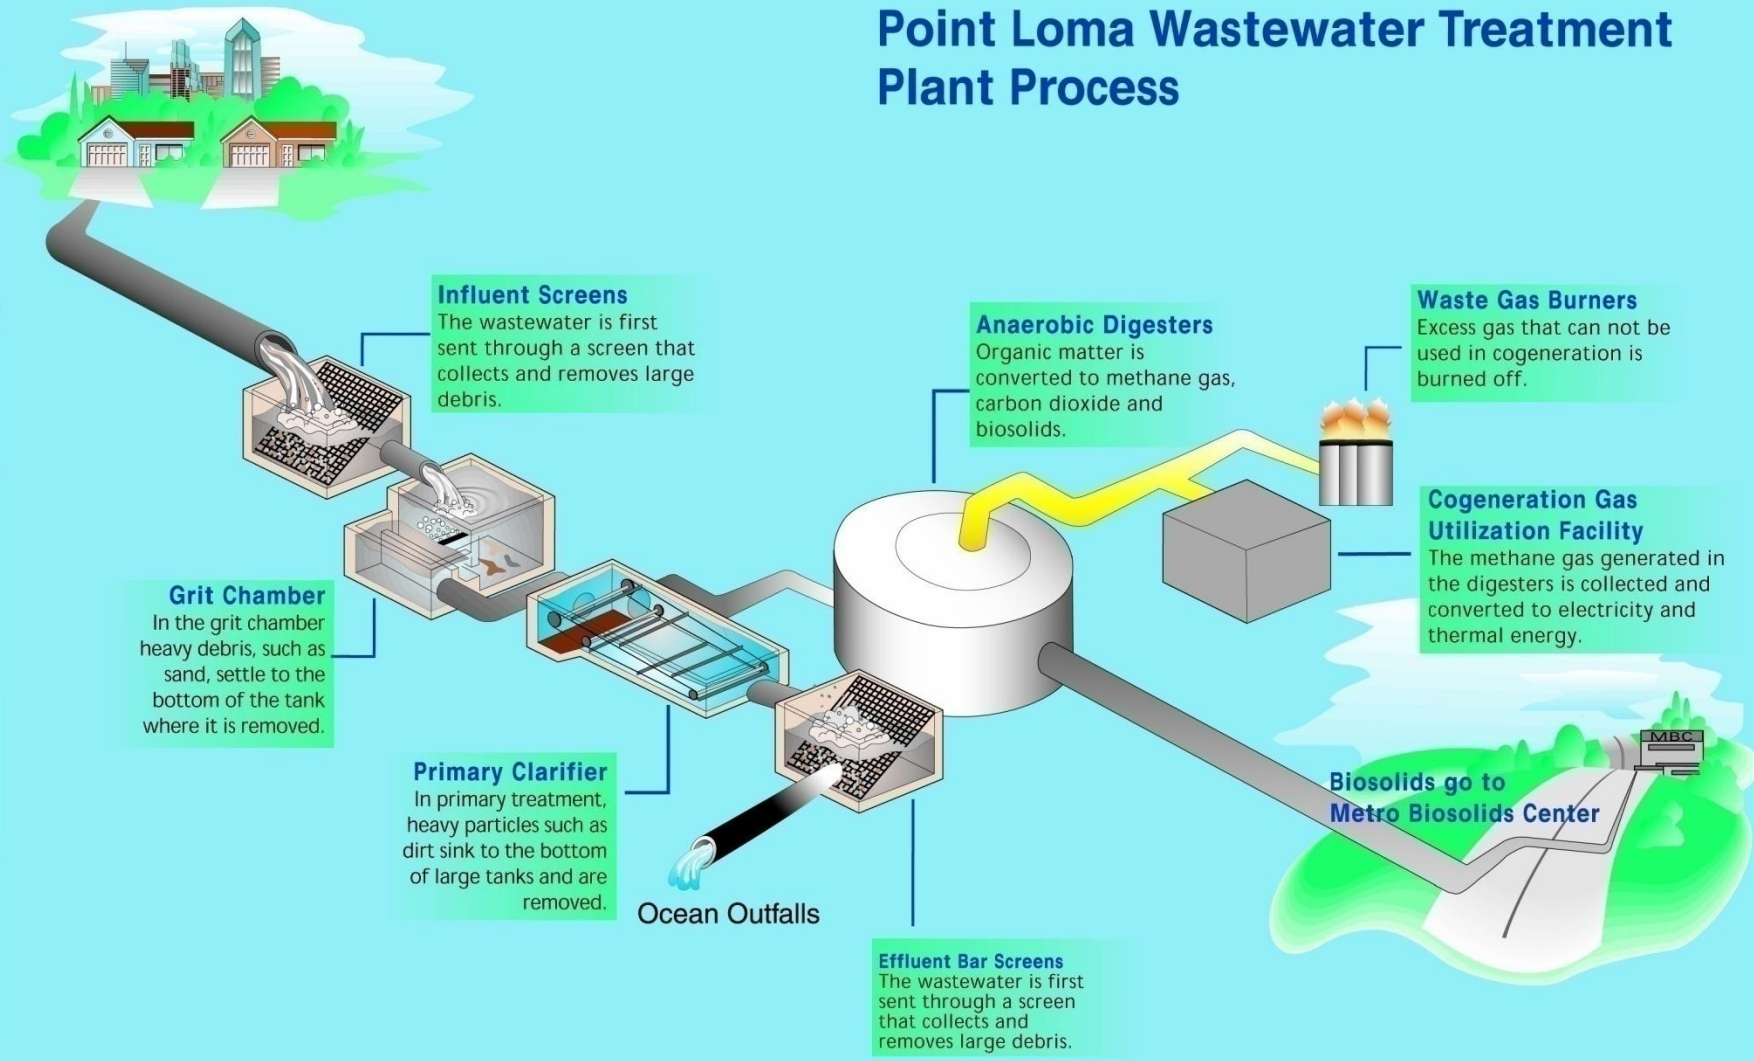 Point Loma Wastewater Treatment
Plant Process
Influent Screens
The wastewater is first
sent through a screen that
collects and removes large
debris.
Anaerobic Digesters
Organic matter is
converted to methane gas,
carbon dioxide and
biosolids.
Waste Gas Burners
Excess gas that can not be
used in cogeneration is
burned off.
Cogeneration Gas
Utilization Facility
The methane gas generated in
the digesters is collected and
converted to electricity and
thermal energy.
Grit Chamber
In the grit chamber
heavy debris, such as
sand, settle to the
bottom of the tank
where it is removed.
Primary Clarifier
In primary treatment,
heavy particles such as
dirt sink to the bottom
of large tanks and are
removed.
MBC
Biosolids go to
Metro Biosolids Center
Ocean Outfalls
Effluent Bar Screens
The wastewater is first
sent through a screen
that collects and
removes large debris.